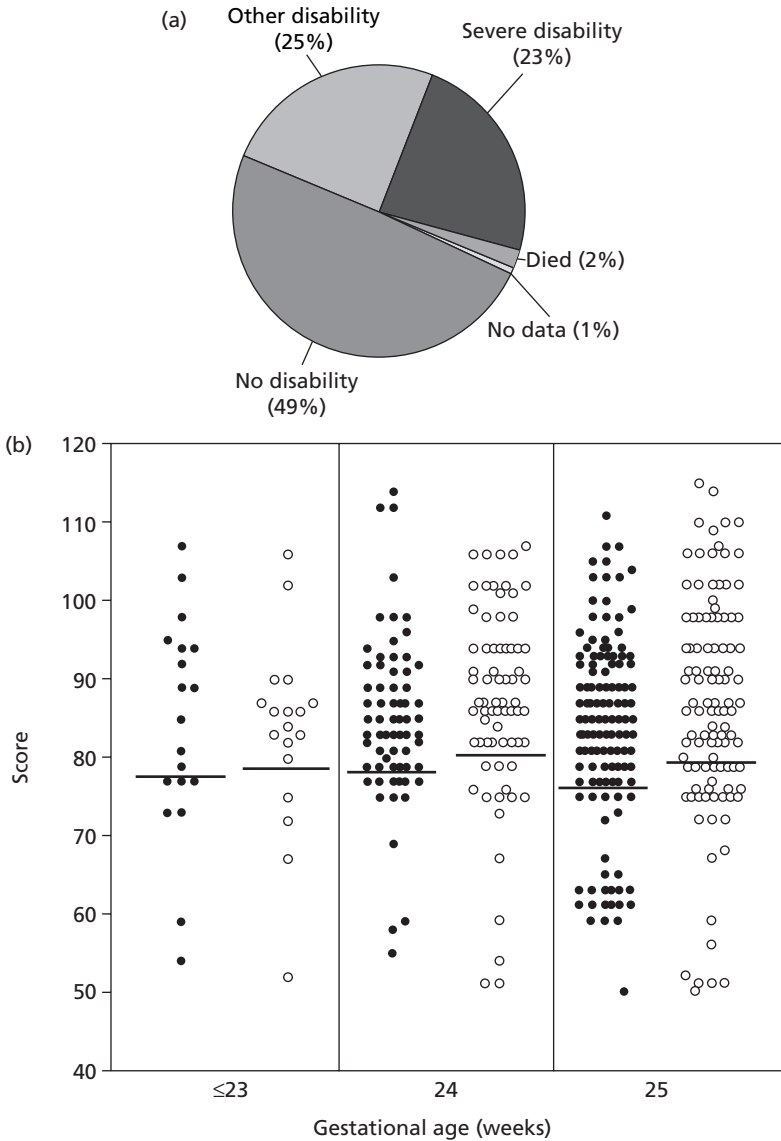 (a)
Other disability
(25%)
Severe disability
(23%)
Died (2%)
No data (1%)
No disability
(49%)
(b)
120
110
100
90
80
70
60
50
40
Score
≤23
24
25
Gestational age (weeks)